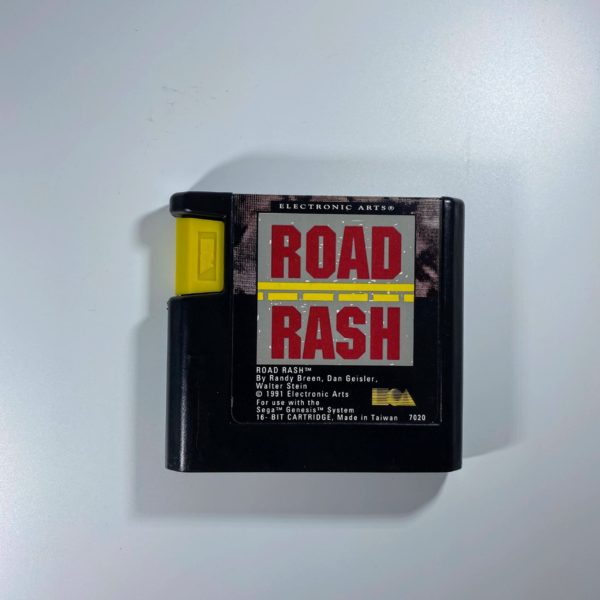 ELECTRONIC ARTS®
ROAD
RASH
ROAD RASH™
By Randy Breen, Dan Geisler,
Walter Stein
© 1991 Electronic Arts
For use with the
Sega™ Genesis™ System
16- BIT CARTRIDGE, Made in Taiwan 7020